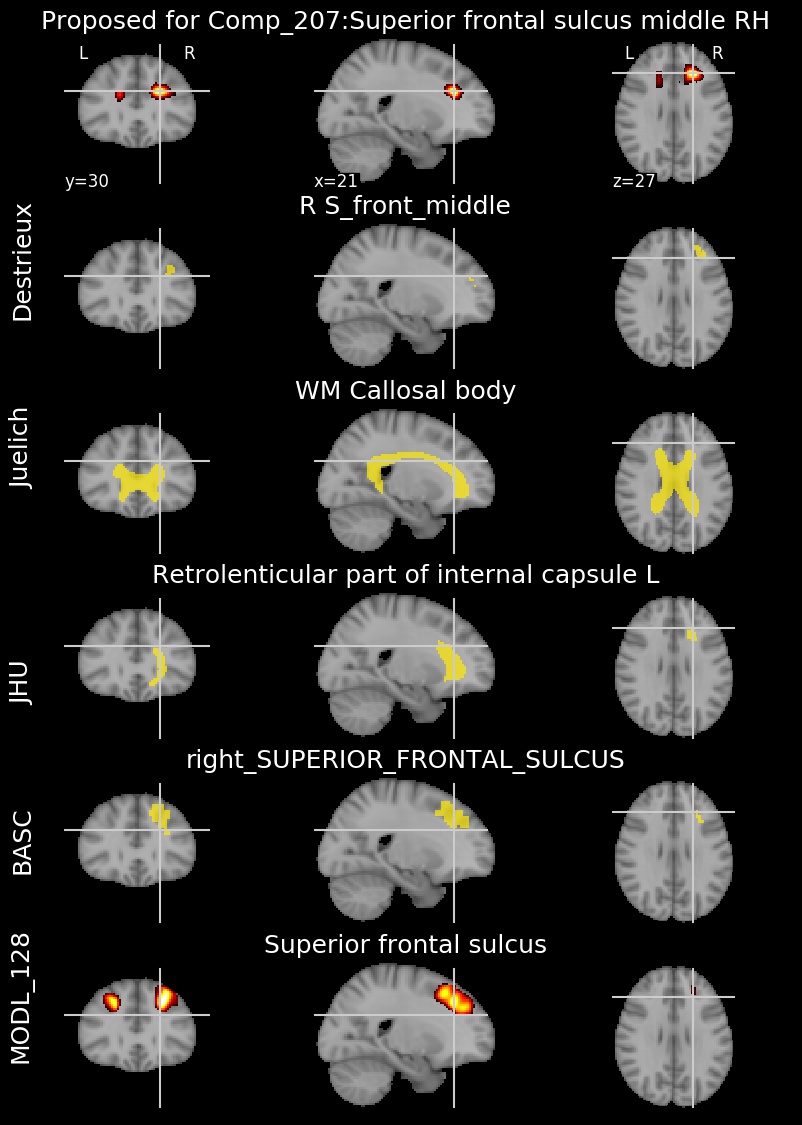 Proposed for Comp_207:Superior frontal sulcus middle RH
L R L R
y=30 x=21 z=27
R S_front_middle
Destrieux
WM Callosal body
Juelich
Retrolenticular part of internal capsule L
JHU
right_SUPERIOR_FRONTAL_SULCUS
BASC
Superior frontal sulcus
MODL_128